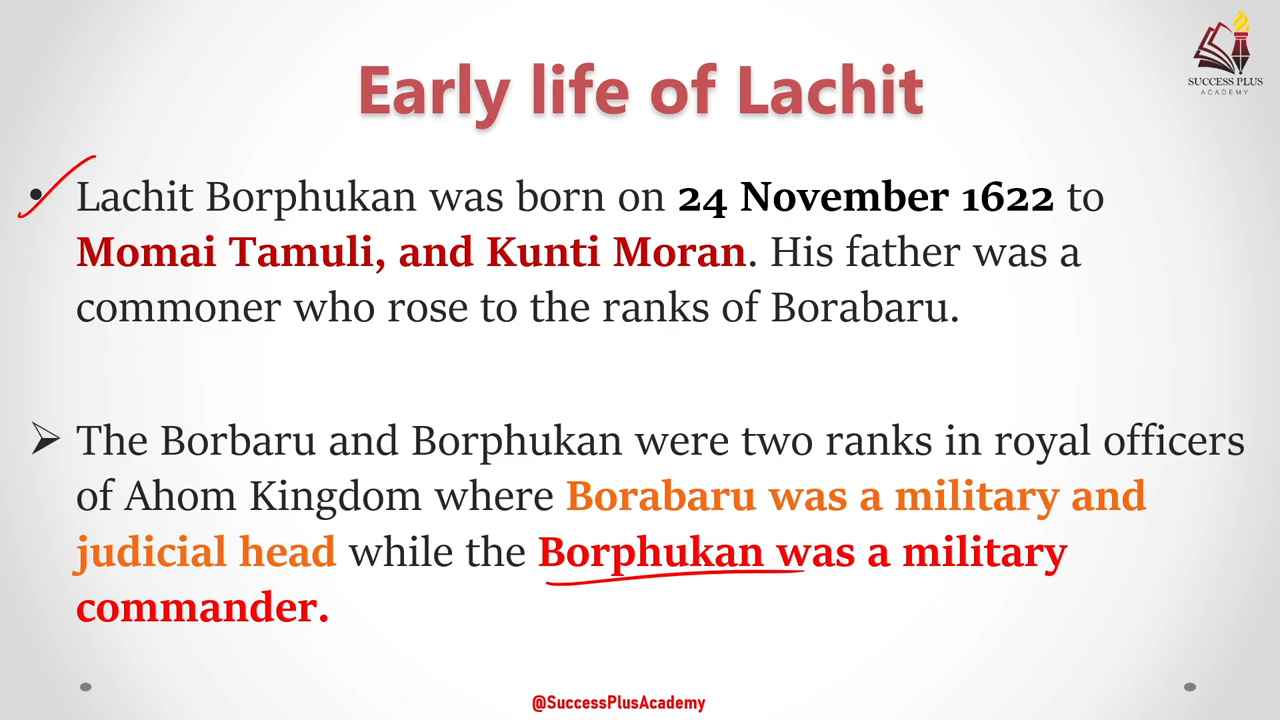 SUCCESS PLUS
ACADEMY
Early life of Lachit
• Lachit Borphukan was born on 24 November 1622 to
Momai Tamuli, and Kunti Moran. His father was a
commoner who rose to the ranks of Borabaru.
➢ The Borbaru and Borphukan were two ranks in royal officers
of Ahom Kingdom where Borabaru was a military and
judicial head while the Borphukan was a military
commander.
@SuccessPlusAcademy